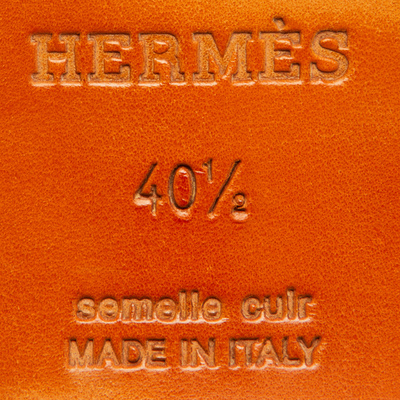 HERMÈS
40½
semelle cuir
MADE IN ITALY